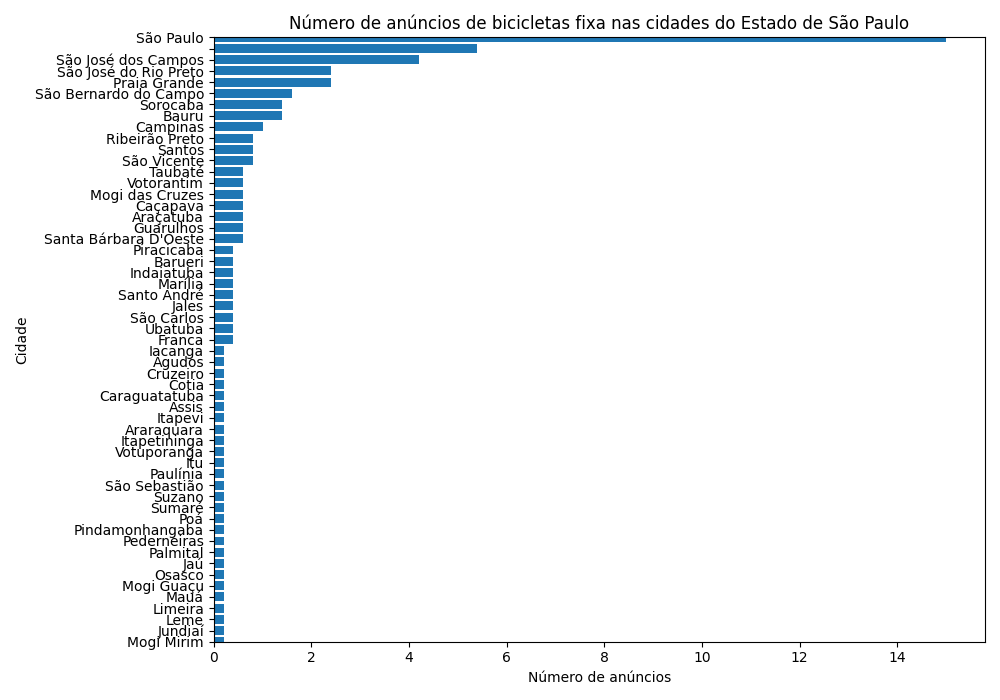 Número de anúncios de bicicletas fixa nas cidades do Estado de São Paulo
São Paulo
São José dos Campos
São José do Rio Preto
Praia Grande
São Bernardo do Campo
Sorocaba
Bauru
Campinas
Ribeirão Preto
Santos
São Vicente
Taubaté
Votorantim
Mogi das Cruzes
Caçapava
Araçatuba
Guarulhos
Santa Bárbara D'Oeste
Piracicaba
Barueri
Indaiatuba
Marília
Santo André
Jales
São Carlos
Ubatuba
Franca
Iacanga
Agudos
Cruzeiro
Cotia
Caraguatatuba
Assis
Itapevi
Araraquara
Itapetininga
Votuporanga
Itu
Paulínia
São Sebastião
Suzano
Sumaré
Poá
Pindamonhangaba
Pederneiras
Palmital
Jaú
Osasco
Mogi Guaçu
Mauá
Limeira
Leme
Jundiaí
Mogi Mirim
Cidade
0 2 4 6 8 10 12 14
Número de anúncios